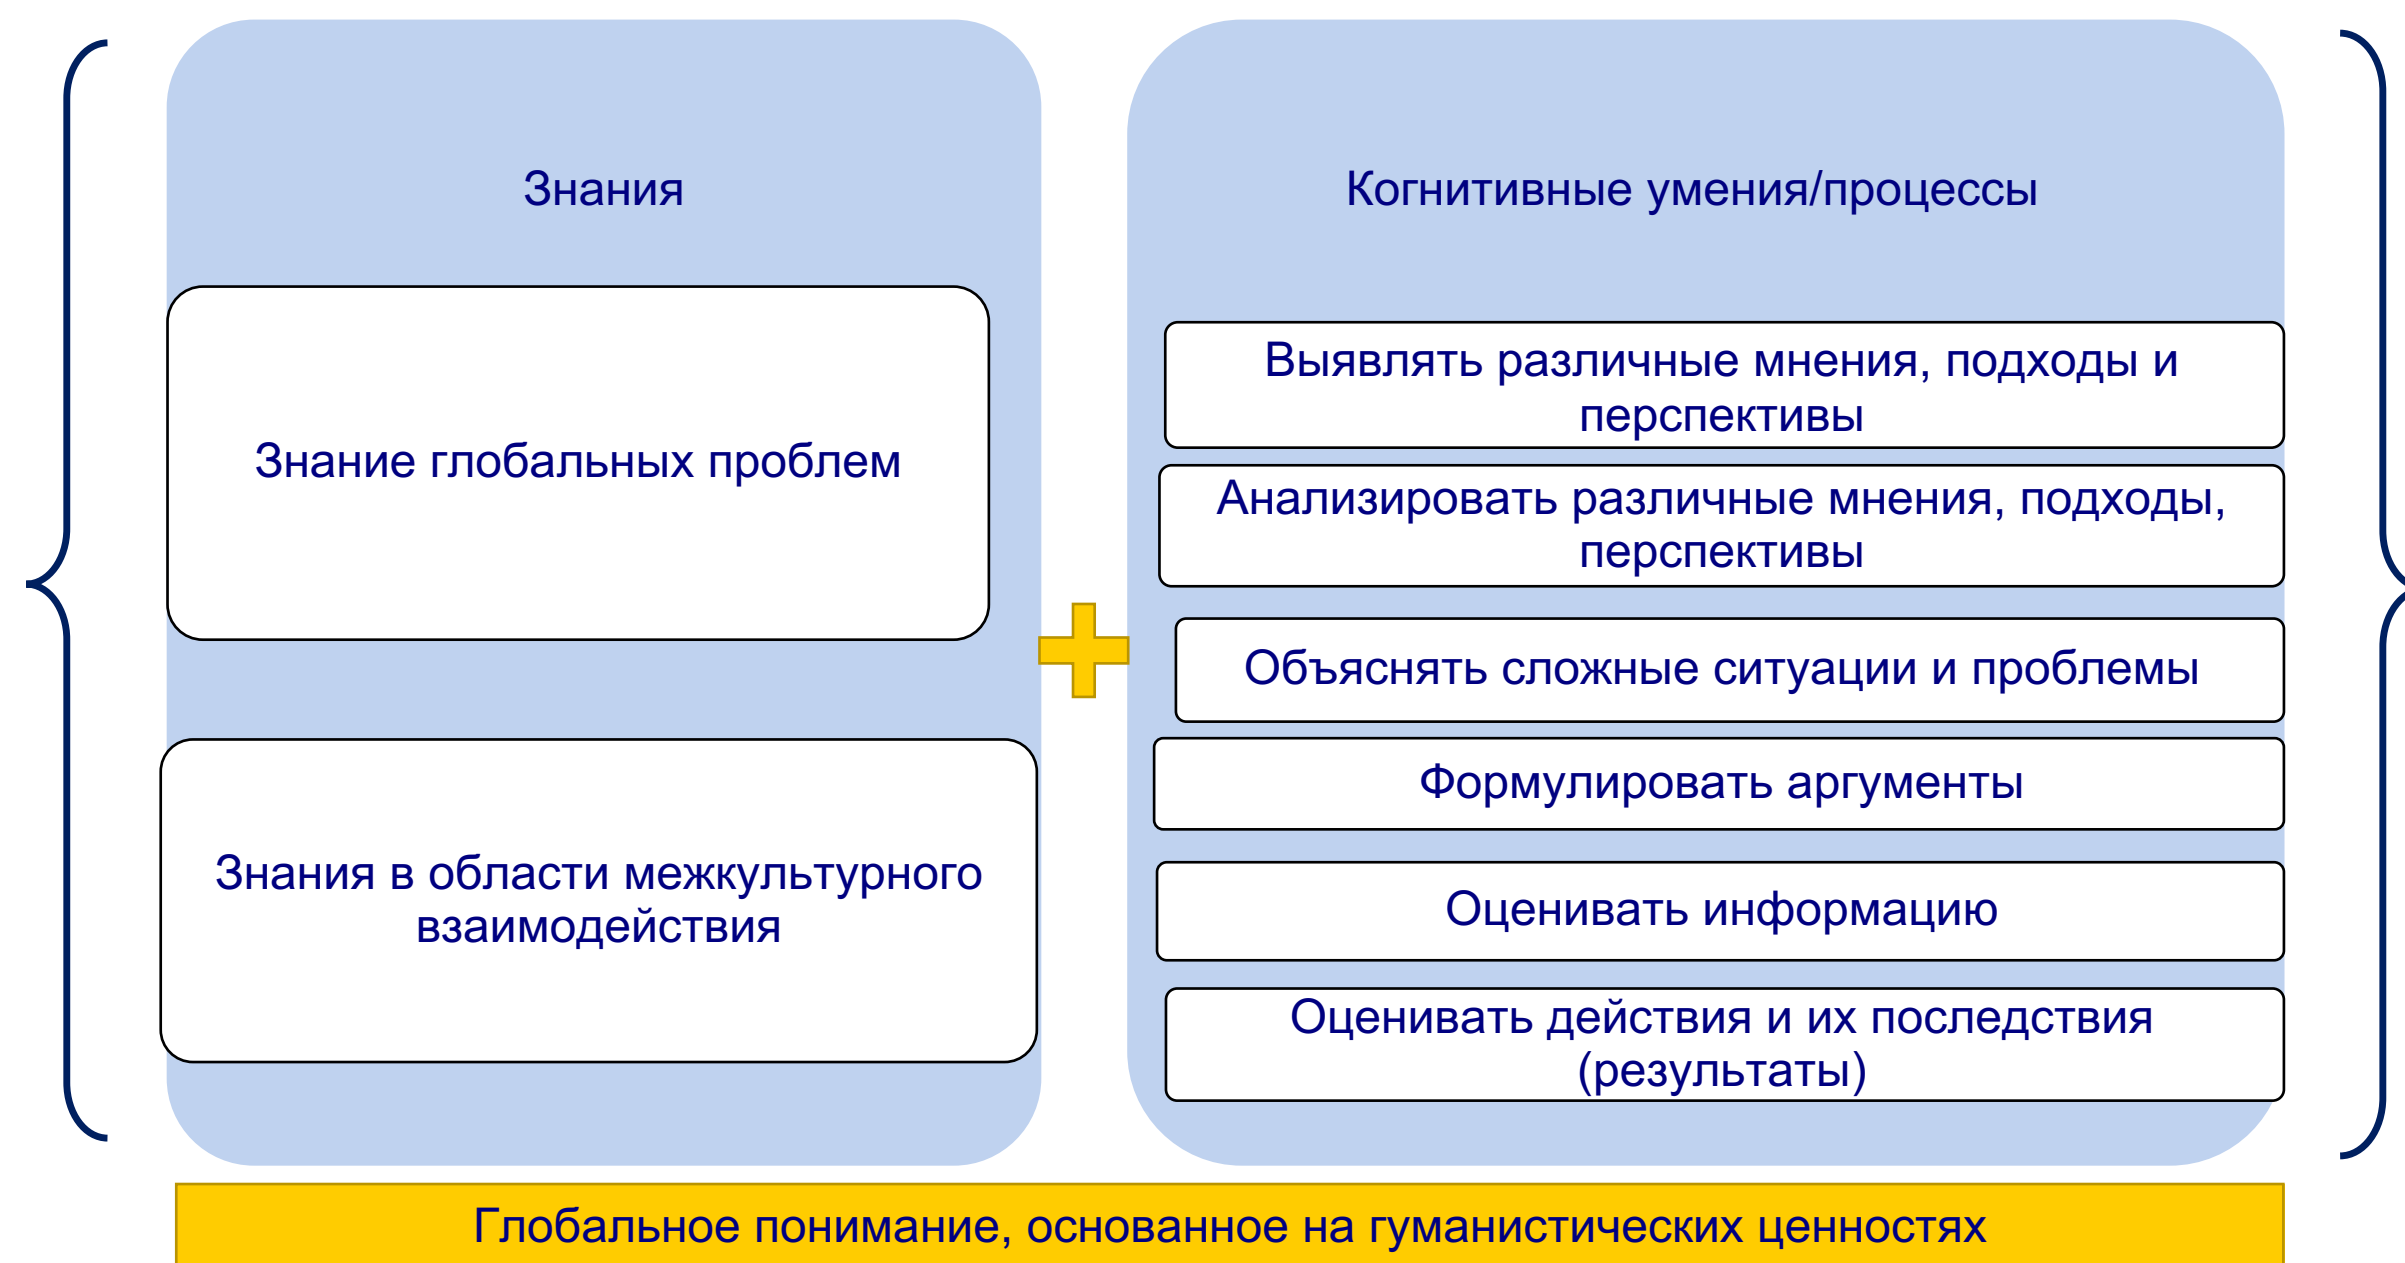 Знания
Знание глобальных проблем
Знания в области межкультурного
взаимодействия
Когнитивные умения/процессы
Выявлять различные мнения, подходы и
перспективы
Анализировать различные мнения, подходы,
перспективы
Объяснять сложные ситуации и проблемы
Формулировать аргументы
Оценивать информацию
Оценивать действия и их последствия
(результаты)
Глобальное понимание, основанное на гуманистических ценностях